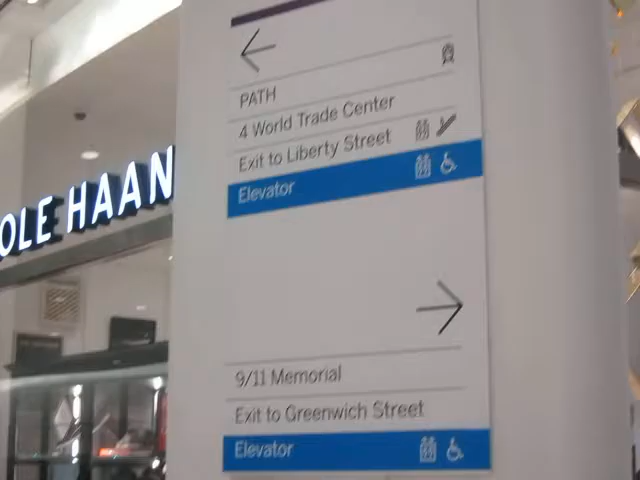 OLE HAAN
PATH
4 World Trade Center
Exit to Liberty Street
Elevator
9/11 Memorial
Exit to Greenwich Street
Elevator